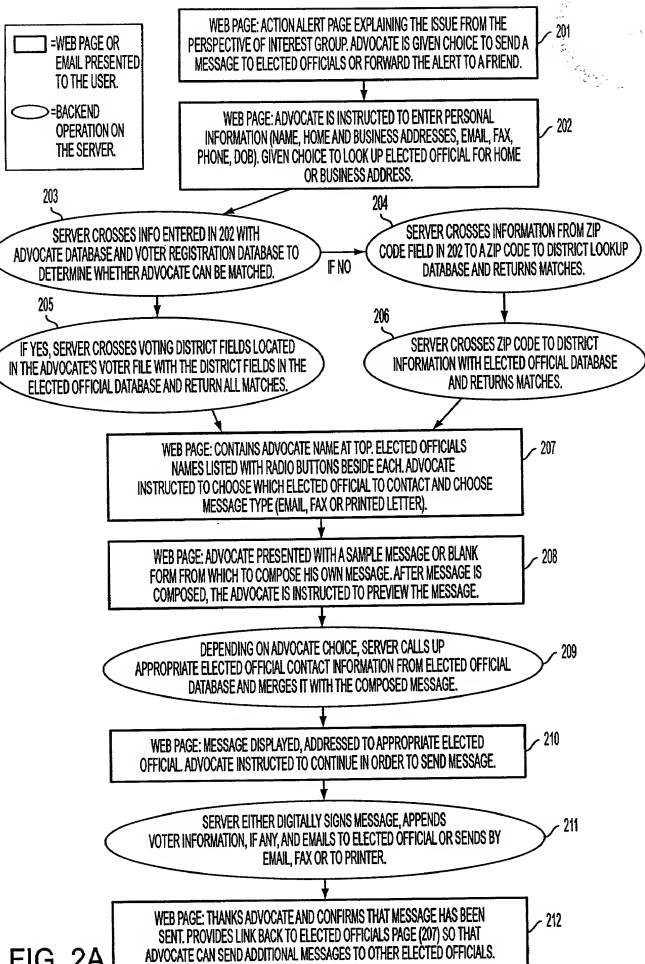 =WEB PAGE OR
EMAIL PRESENTED
TO THE USER.
=BACKEND
OPERATION ON
THE SERVER.
WEB PAGE: ACTION ALERT PAGE EXPLAINING THE ISSUE FROM THE
PERSPECTIVE OF INTEREST GROUP. ADVOCATE IS GIVEN CHOICE TO SEND A
MESSAGE TO ELECTED OFFICIALS OR FORWARD THE ALERT TO A FRIEND.
201
WEB PAGE: ADVOCATE IS INSTRUCTED TO ENTER PERSONAL
INFORMATION (NAME, HOME AND BUSINESS ADDRESSES, EMAIL, FAX,
PHONE, DOB). GIVEN CHOICE TO LOOK UP ELECTED OFFICIAL FOR HOME
OR BUSINESS ADDRESS.
202
203
SERVER CROSSES INFO ENTERED IN 202 WITH
ADVOCATE DATABASE AND VOTER REGISTRATION DATABASE TO
DETERMINE WHETHER ADVOCATE CAN BE MATCHED.
IF NO
204
SERVER CROSSES INFORMATION FROM ZIP
CODE FIELD IN 202 TO A ZIP CODE TO DISTRICT LOOKUP
DATABASE AND RETURNS MATCHES.
205
IF YES, SERVER CROSSES VOTING DISTRICT FIELDS LOCATED
IN THE ADVOCATE'S VOTER FILE WITH THE DISTRICT FIELDS IN THE
ELECTED OFFICIAL DATABASE AND RETURN ALL MATCHES.
206
SERVER CROSSES ZIP CODE TO DISTRICT
INFORMATION WITH ELECTED OFFICIAL DATABASE
AND RETURNS MATCHES.
WEB PAGE: CONTAINS ADVOCATE NAME AT TOP. ELECTED OFFICIALS
NAMES LISTED WITH RADIO BUTTONS BESIDE EACH. ADVOCATE
INSTRUCTED TO CHOOSE WHICH ELECTED OFFICIAL TO CONTACT AND CHOOSE
MESSAGE TYPE (EMAIL, FAX OR PRINTED LETTER).
207
WEB PAGE: ADVOCATE PRESENTED WITH A SAMPLE MESSAGE OR BLANK
FORM FROM WHICH TO COMPOSE HIS OWN MESSAGE. AFTER MESSAGE IS
COMPOSED, THE ADVOCATE IS INSTRUCTED TO PREVIEW THE MESSAGE.
208
DEPENDING ON ADVOCATE CHOICE, SERVER CALLS UP
APPROPRIATE ELECTED OFFICIAL CONTACT INFORMATION FROM ELECTED OFFICIAL
DATABASE AND MERGES IT WITH THE COMPOSED MESSAGE.
209
WEB PAGE: MESSAGE DISPLAYED, ADDRESSED TO APPROPRIATE ELECTED
OFFICIAL. ADVOCATE INSTRUCTED TO CONTINUE IN ORDER TO SEND MESSAGE.
210
SERVER EITHER DIGITALLY SIGNS MESSAGE, APPENDS
VOTER INFORMATION, IF ANY, AND EMAILS TO ELECTED OFFICIAL OR SENDS BY
EMAIL, FAX OR TO PRINTER.
211
WEB PAGE: THANKS ADVOCATE AND CONFIRMS THAT MESSAGE HAS BEEN
SENT. PROVIDES LINK BACK TO ELECTED OFFICIALS PAGE (207) SO THAT
ADVOCATE CAN SEND ADDITIONAL MESSAGES TO OTHER ELECTED OFFICIALS.
212
FIG. 2A